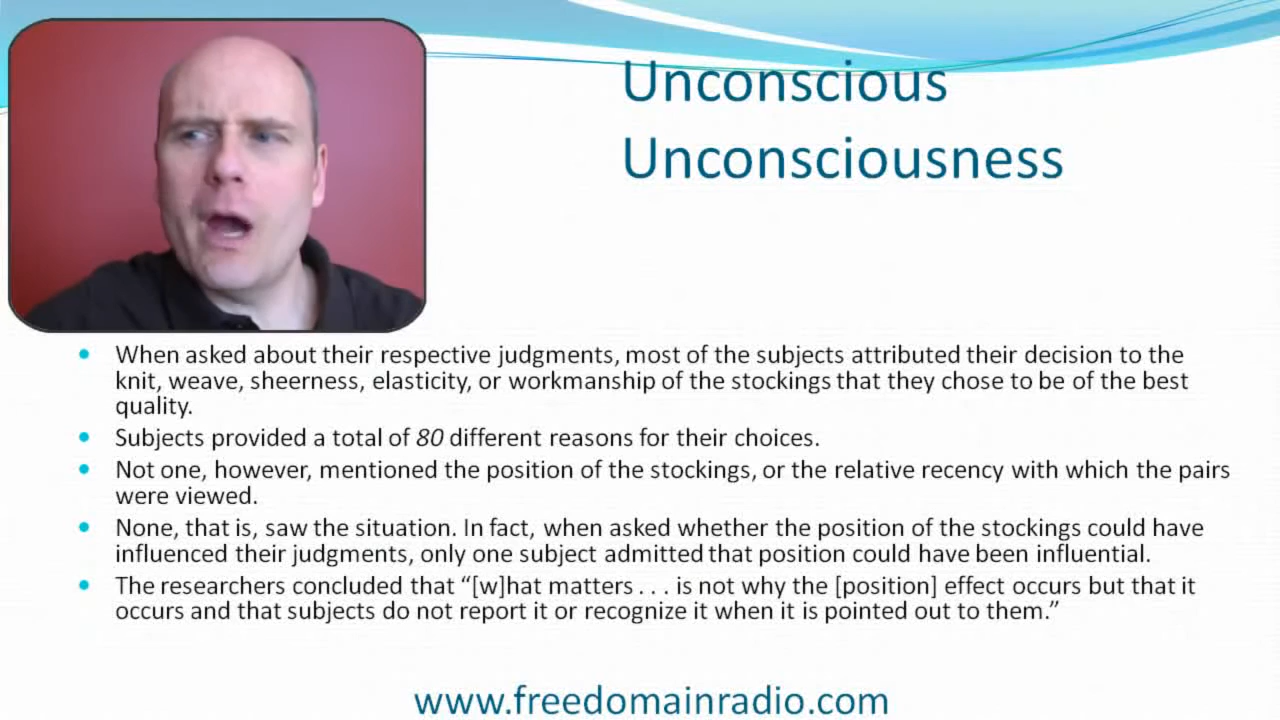 Unconscious
Unconsciousness
When asked about their respective judgments, most of the subjects attributed their decision to the
knit, weave, sheerness, elasticity, or workmanship of the stockings that they chose to be of the best
quality.
Subjects provided a total of 80 different reasons for their choices.
Not one, however, mentioned the position of the stockings, or the relative recency with which the pairs
were viewed.
None, that is, saw the situation. In fact, when asked whether the position of the stockings could have
influenced their judgments, only one subject admitted that position could have been influential.
The researchers concluded that “[w]hat matters . . . is not why the [position] effect occurs but that it
occurs and that subjects do not report it or recognize it when it is pointed out to them.”
www.freedomainradio.com